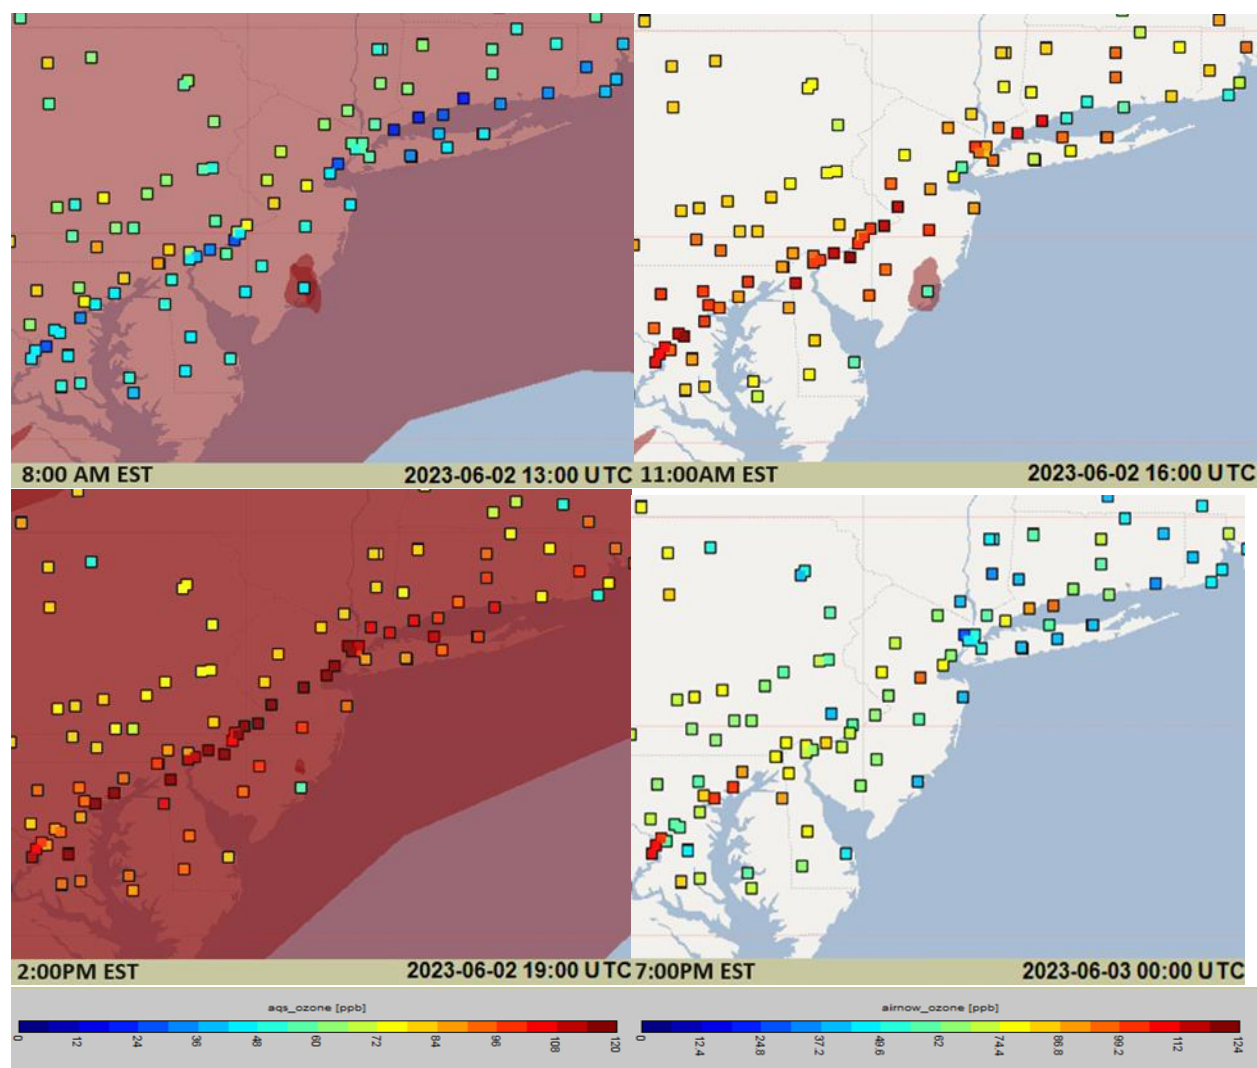 8:00 AM EST 2023-06-02 13:00 UTC
11:00AM EST 2023-06-02 16:00 UTC
2:00PM EST 2023-06-02 19:00 UTC
7:00PM EST 2023-06-03 00:00 UTC
aqs_ozone [ppb]
0 12 24 36 48 60 72 84 96 108 120
airnow_ozone [ppb]
0 12.4 24.8 37.2 49.6 62 74.4 86.8 99.2 112 124